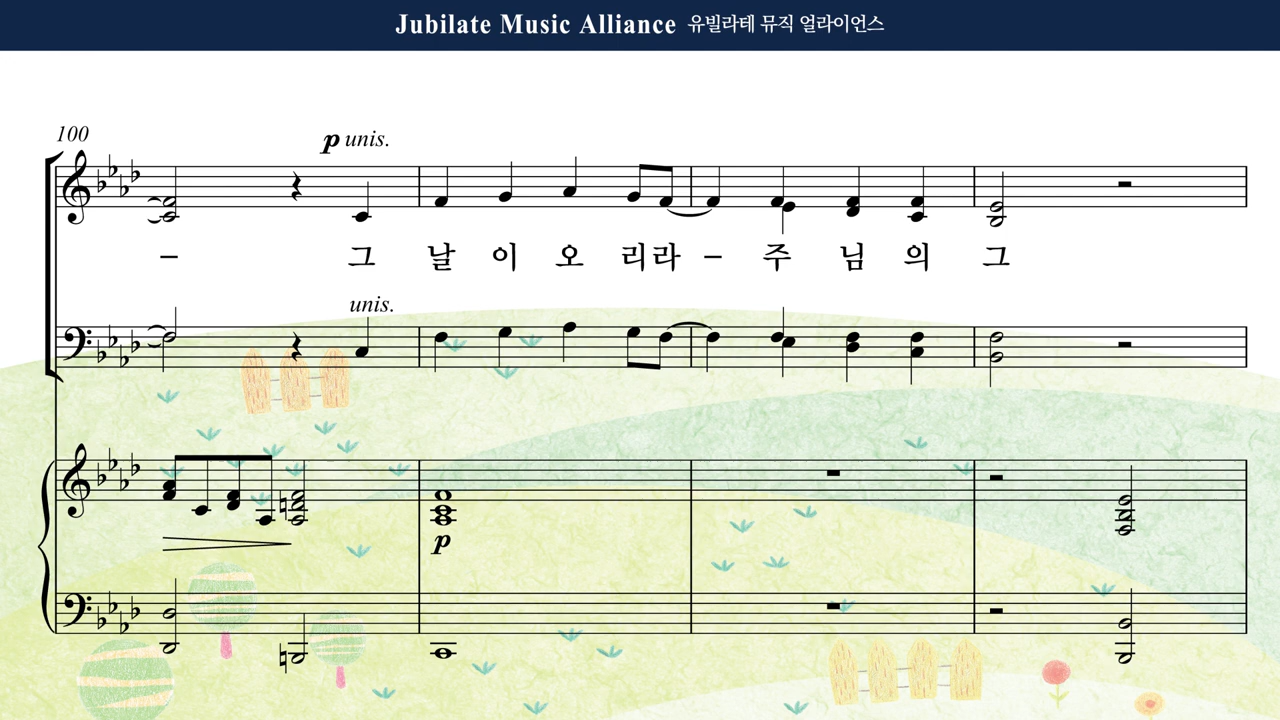 Jubilate Music Alliance 유빌라테 뮤직 얼라이언스
100
p unis.
– 그 날 이 오 리 라 – 주 님 의 그
unis.
p